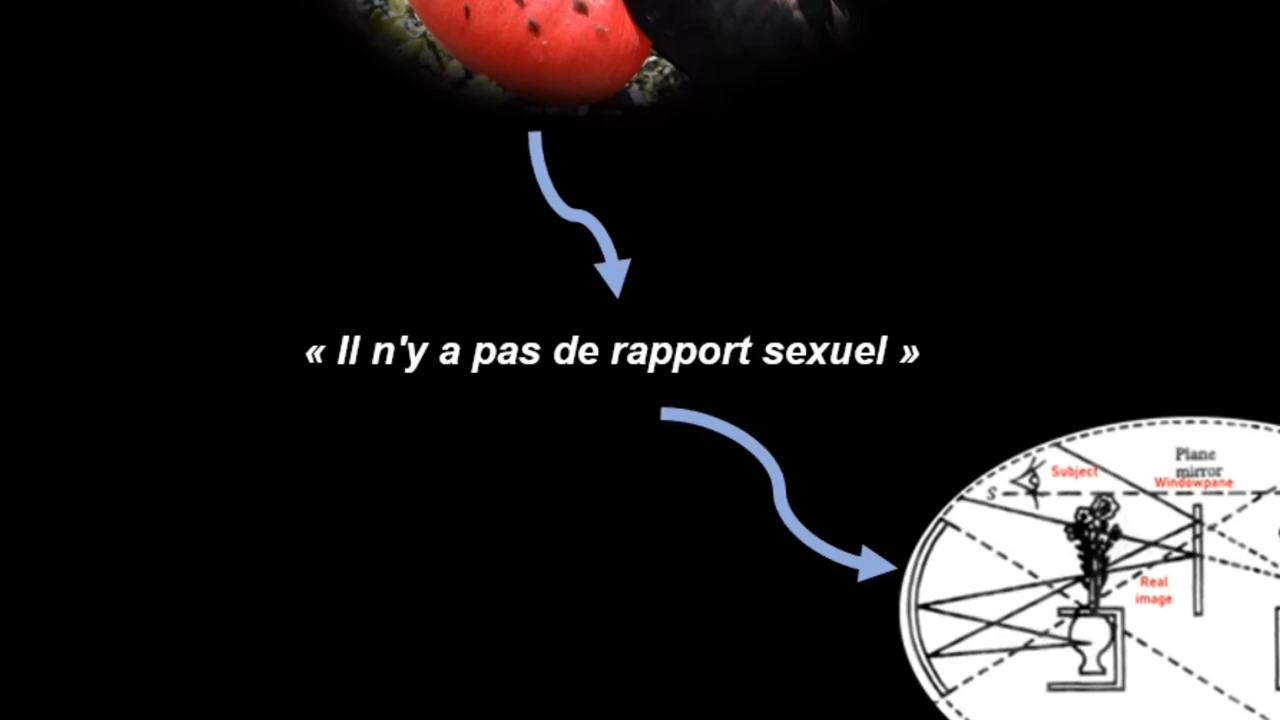 « Il n'y a pas de rapport sexuel »
Plane
mirror
Subject
Windowpane
S
Real
image